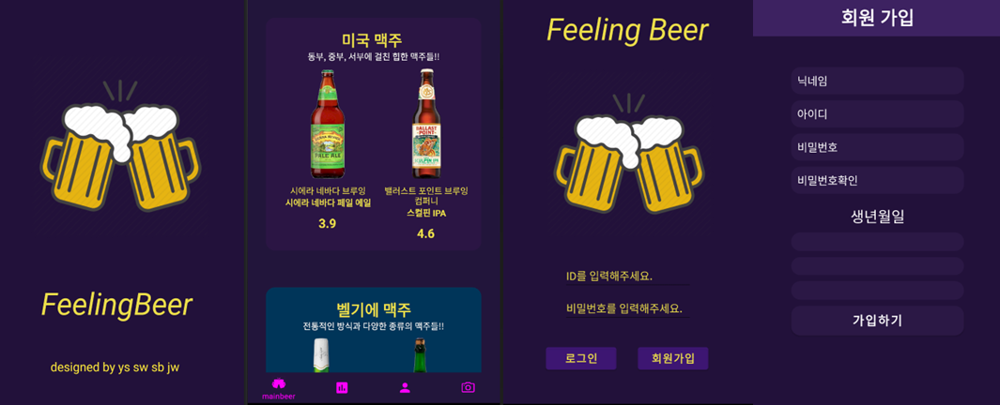 FeelingBeer
designed by ys sw sb jw
미국 맥주
동부, 중부, 서부에 걸친 힙한 맥주들!!
PALE ALE
BALLAST POINT
시에라 네바다 브루잉
시에라 네바다 페일 에일
3.9
밸러스트 포인트 브루잉
컴퍼니
스컬핀 IPA
4.6
벨기에 맥주
전통적인 방식과 다양한 종류의 맥주들!!
mainbeer
Feeling Beer
ID를 입력해주세요.
비밀번호를 입력해주세요.
로그인
회원가입
회원 가입
닉네임
아이디
비밀번호
비밀번호확인
생년월일
가입하기